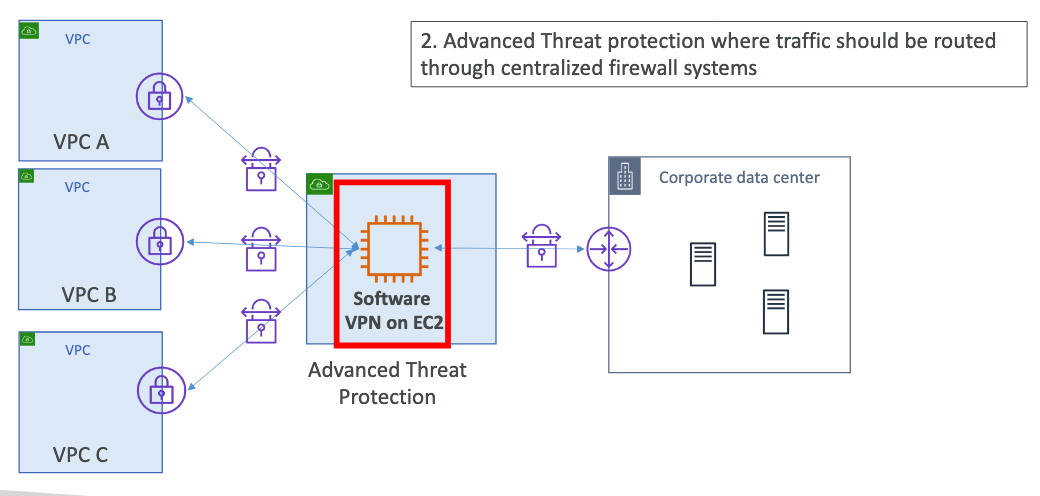 2. Advanced Threat protection where traffic should be routed
through centralized firewall systems
VPC
VPC A
VPC
VPC B
VPC
VPC C
Software
VPN on EC2
Advanced Threat
Protection
Corporate data center